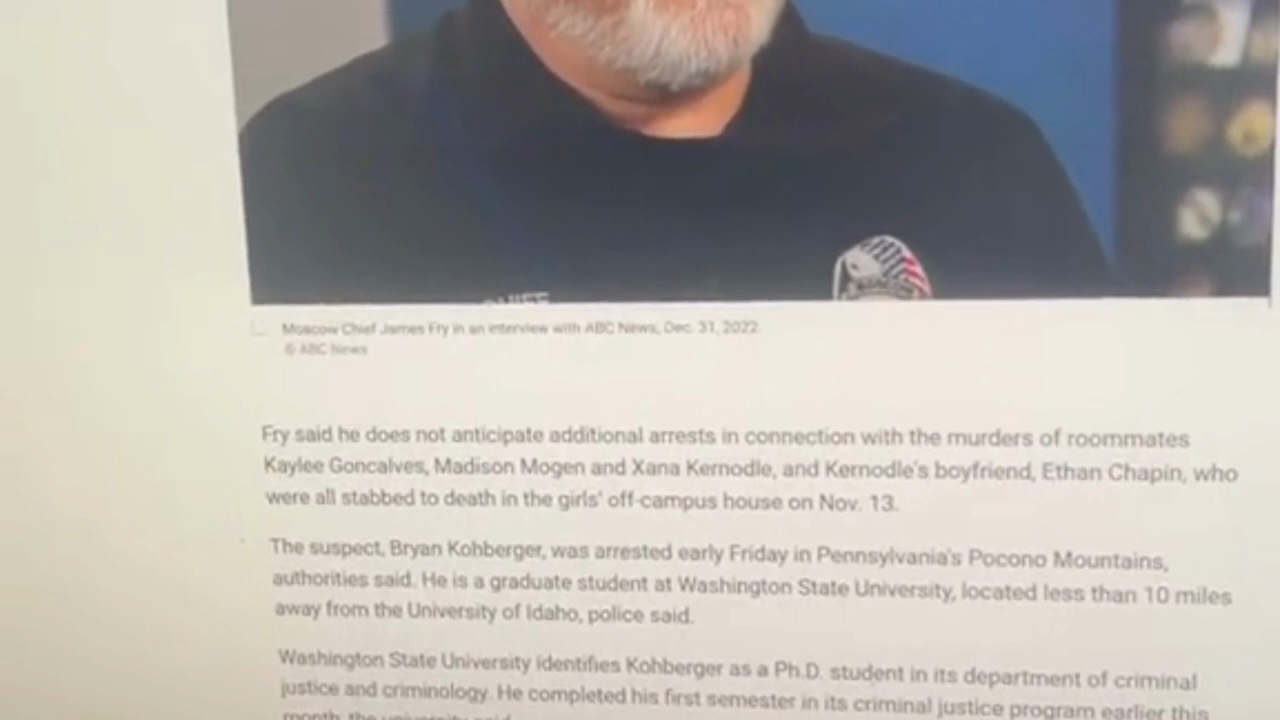 CHIEF
Moscow Chief James Fry in an interview with ABC News, Dec. 31, 2022.
© ABC News
Fry said he does not anticipate additional arrests in connection with the murders of roommates
Kaylee Goncalves, Madison Mogen and Xana Kernodle, and Kernodle's boyfriend, Ethan Chapin, who
were all stabbed to death in the girls' off-campus house on Nov. 13.
The suspect, Bryan Kohberger, was arrested early Friday in Pennsylvania's Pocono Mountains,
authorities said. He is a graduate student at Washington State University, located less than 10 miles
away from the University of Idaho, police said.
Washington State University identifies Kohberger as a Ph.D. student in its department of criminal
justice and criminology. He completed his first semester in its criminal justice program earlier this
month, the university said.